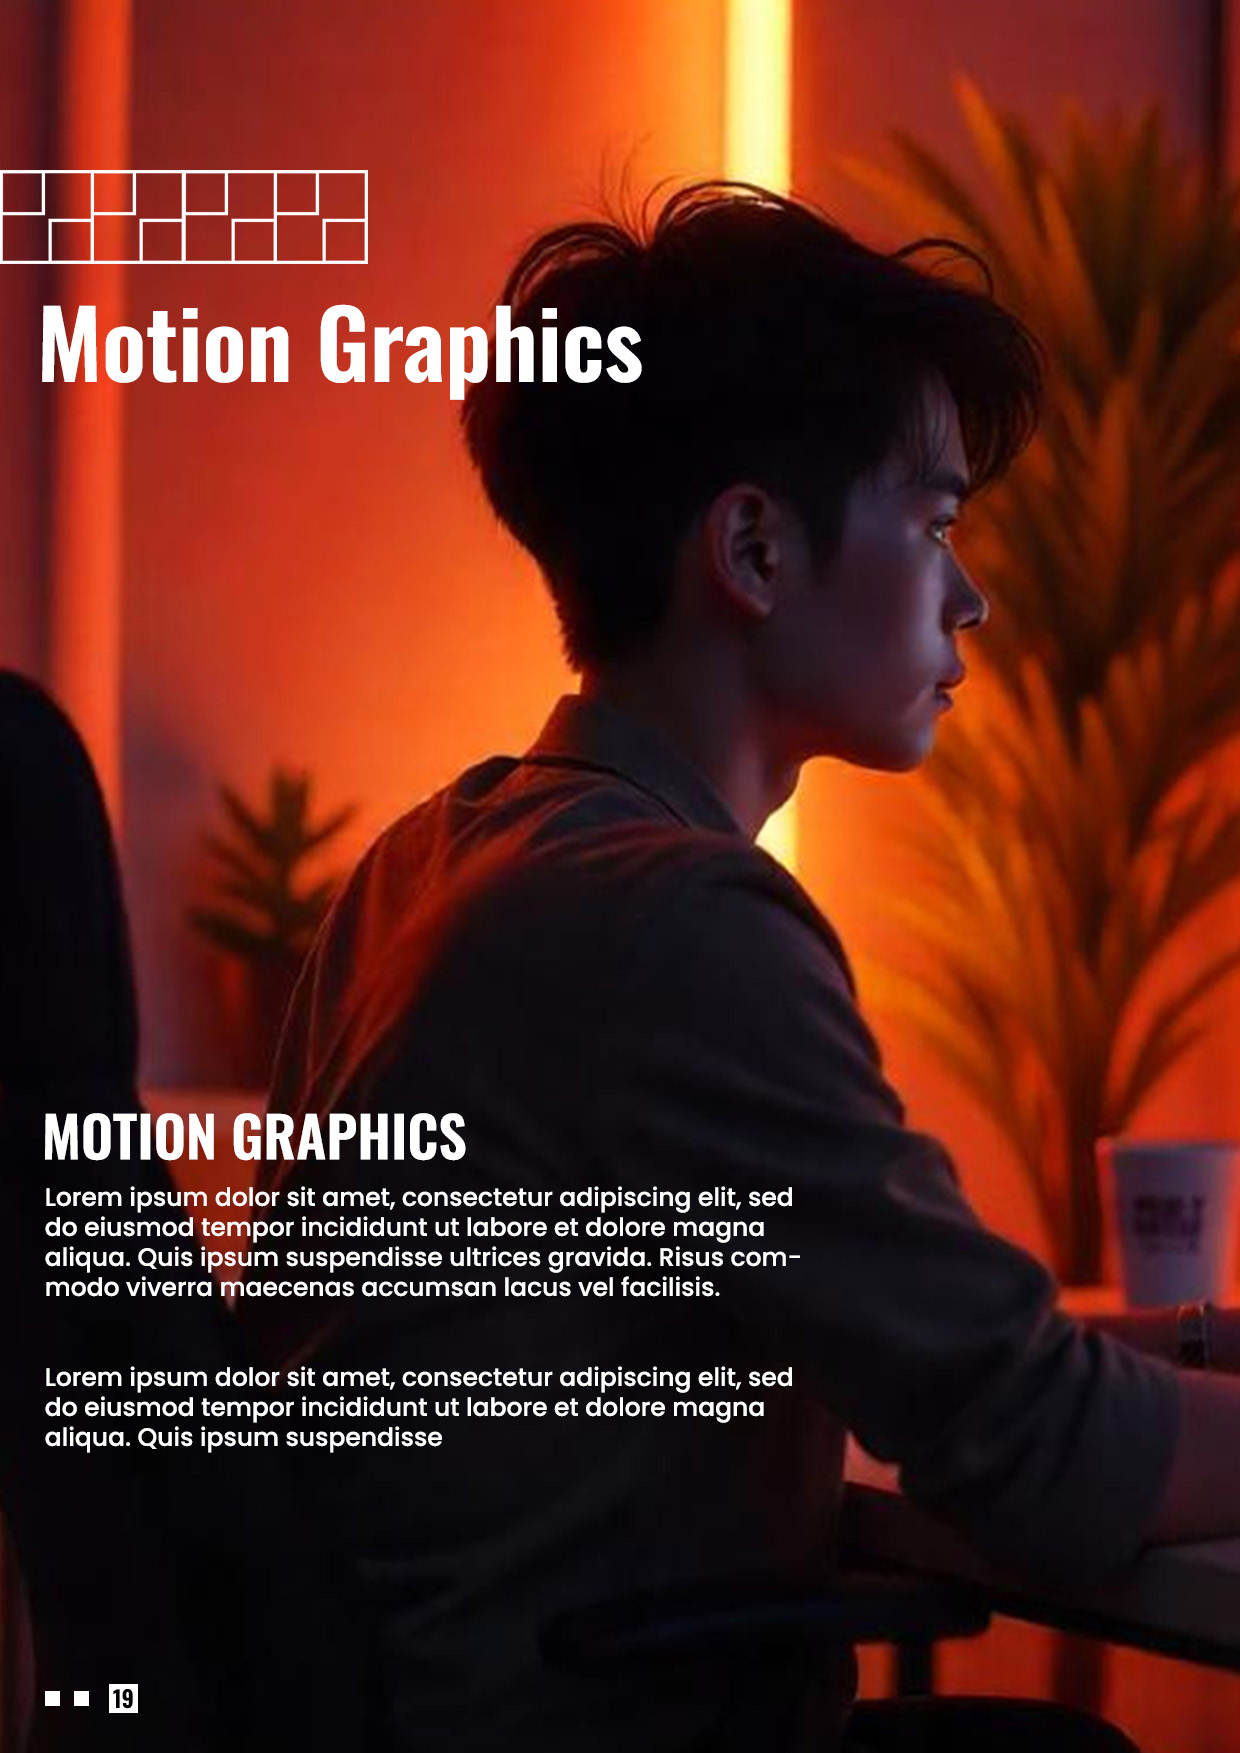 Motion Graphics
MOTION GRAPHICS
Lorem ipsum dolor sit amet, consectetur adipiscing elit, sed
do eiusmod tempor incididunt ut labore et dolore magna
aliqua. Quis ipsum suspendisse ultrices gravida. Risus com-
modo viverra maecenas accumsan lacus vel facilisis.
Lorem ipsum dolor sit amet, consectetur adipiscing elit, sed
do eiusmod tempor incididunt ut labore et dolore magna
aliqua. Quis ipsum suspendisse
19